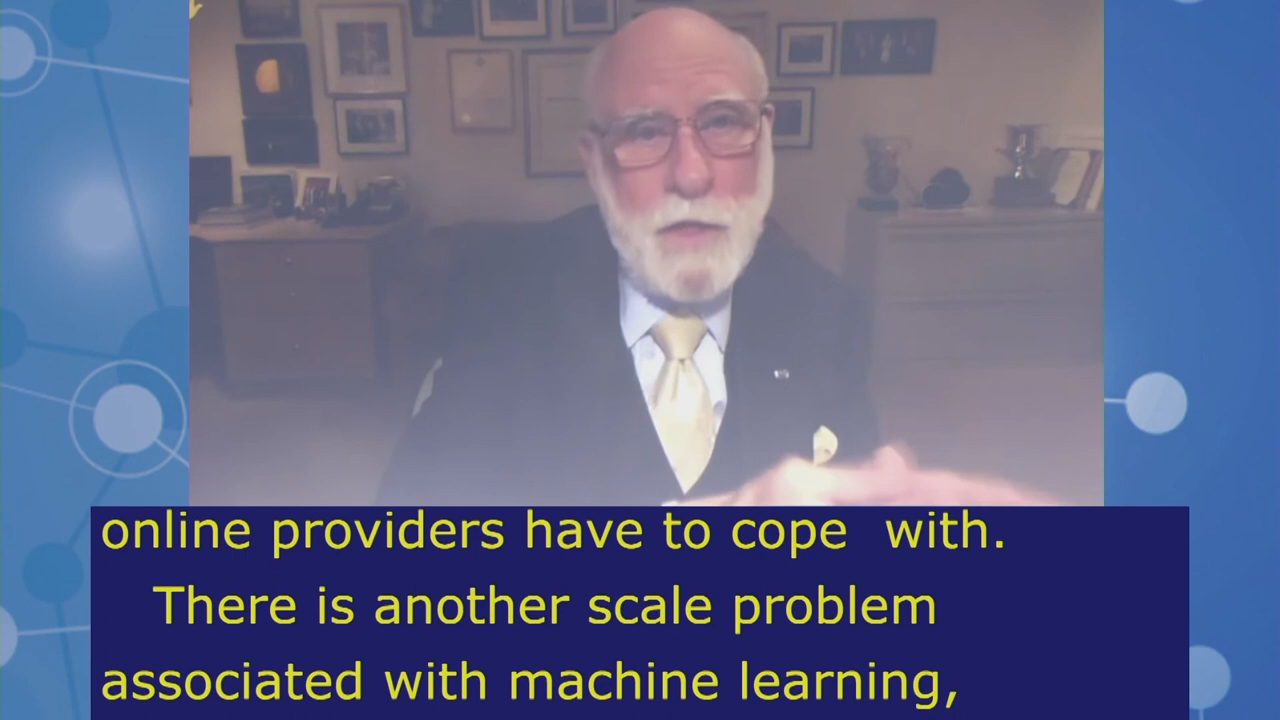 online providers have to cope  with.
There is another scale problem
associated with machine learning,